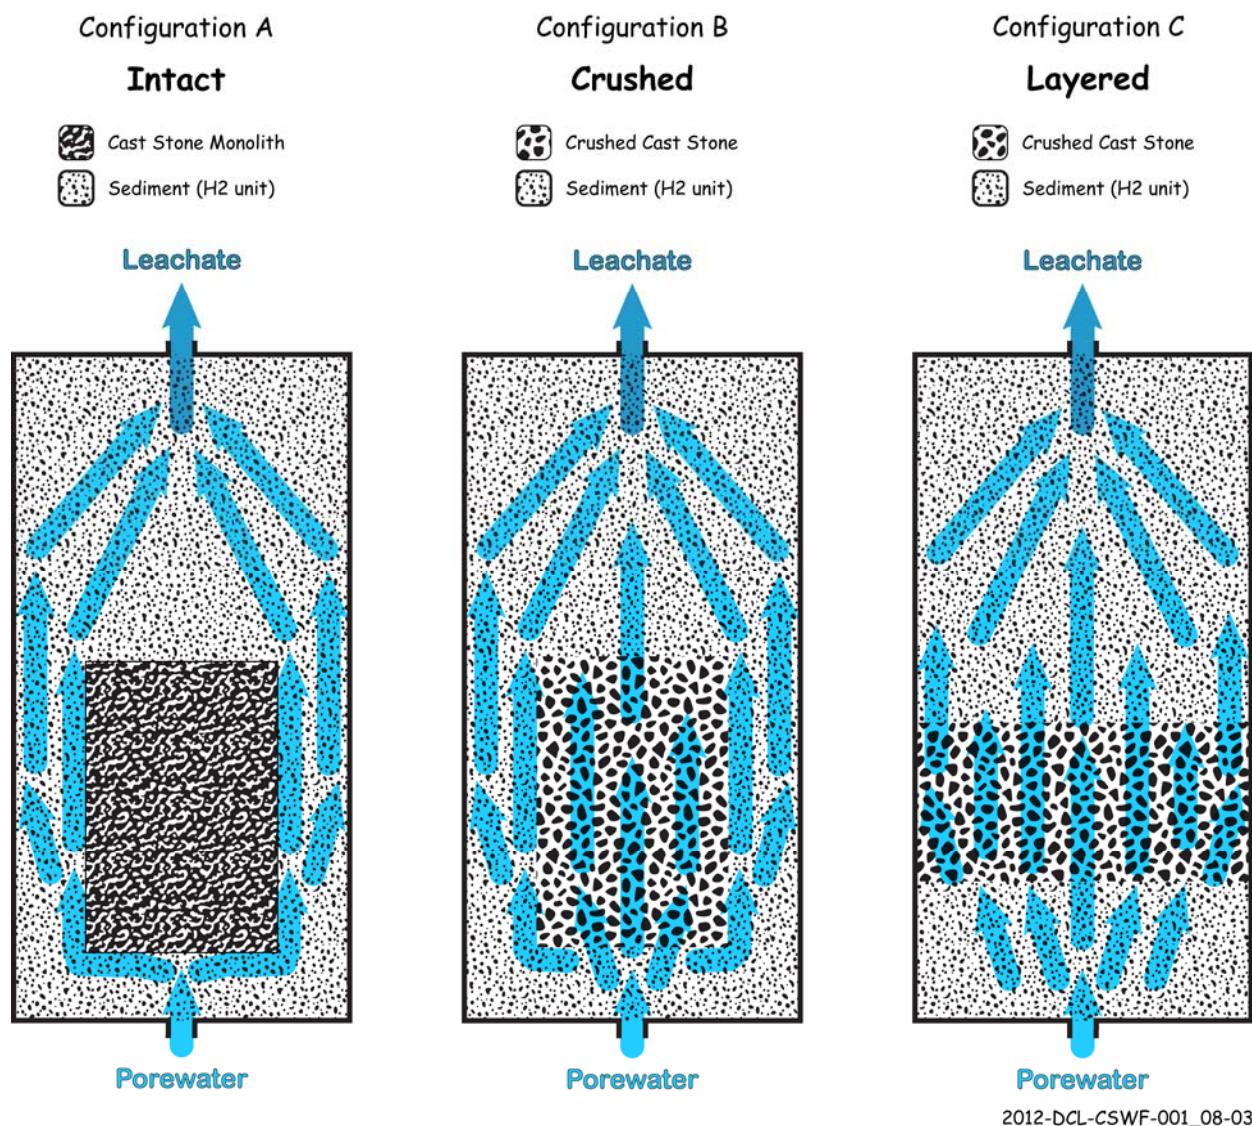 Configuration A
Intact
Cast Stone Monolith
Sediment (H2 unit)
Leachate
Porewater
Configuration B
Crushed
Crushed Cast Stone
Sediment (H2 unit)
Leachate
Porewater
Configuration C
Layered
Crushed Cast Stone
Sediment (H2 unit)
Leachate
Porewater
2012-DCL-CSWF-001_08-03